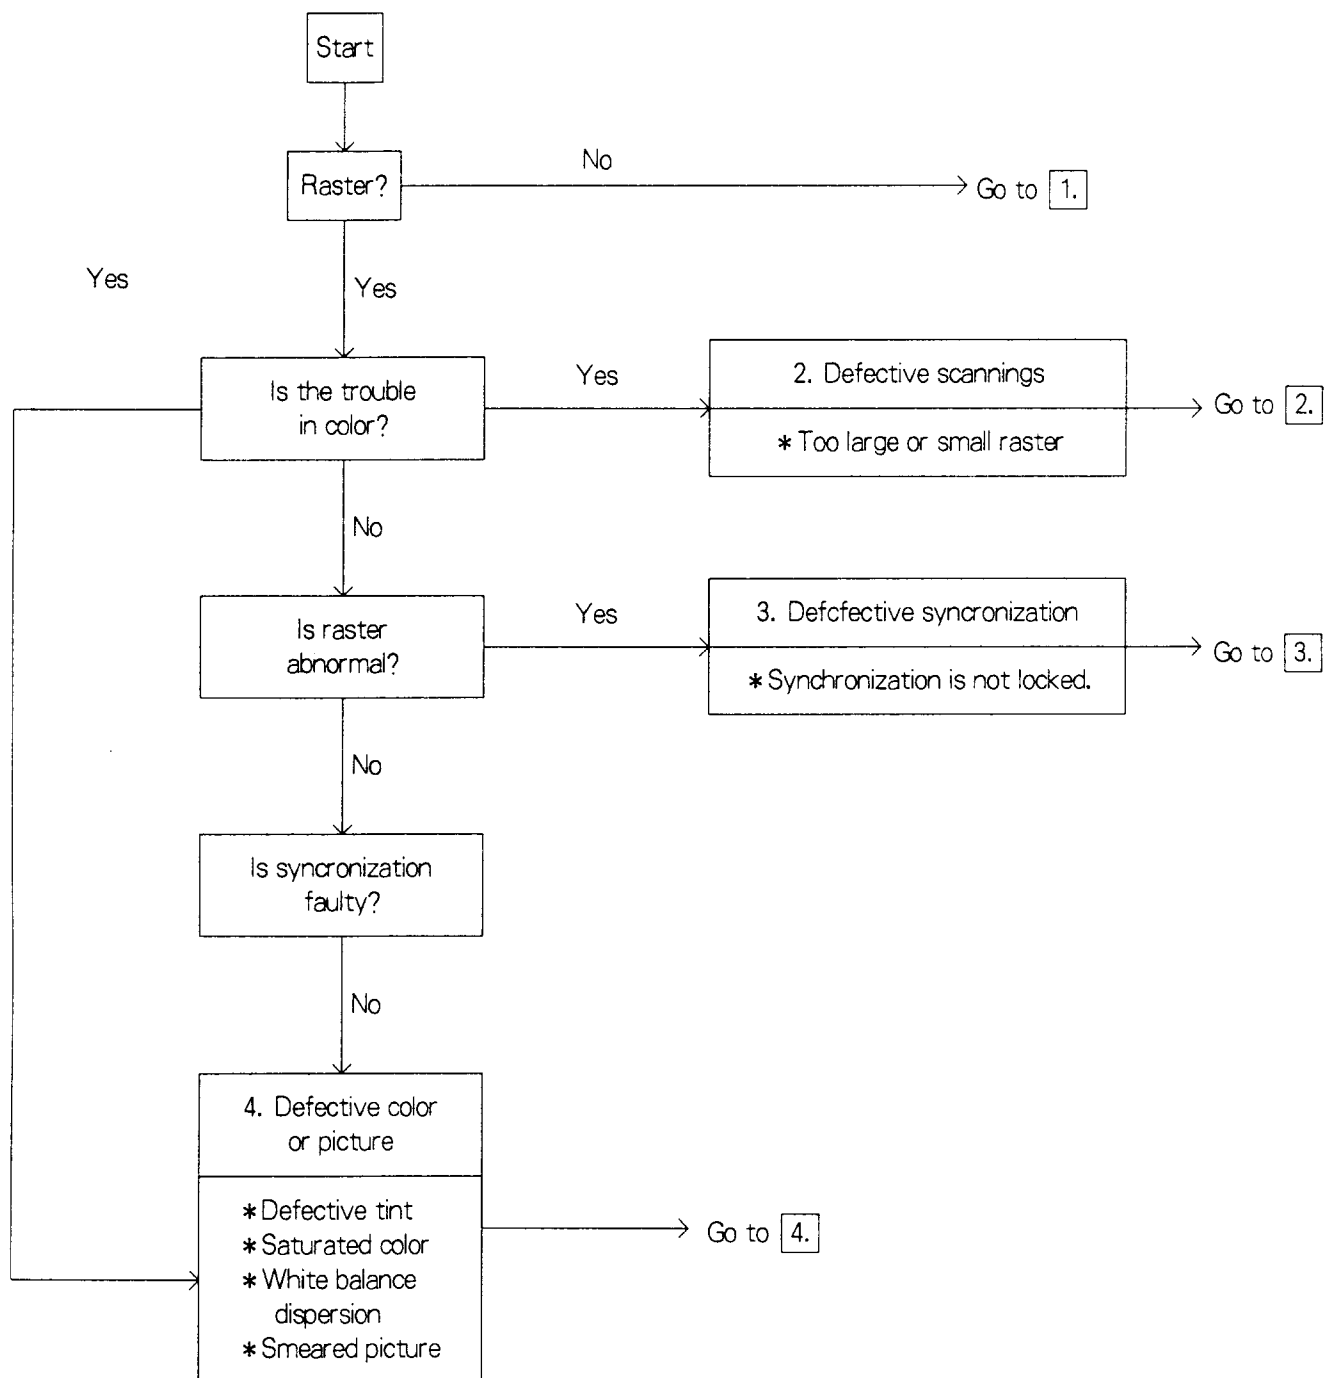 Start
Raster?
No
Go to 1.
Yes
Yes
Is the trouble
in color?
Yes
2. Defective scannings
* Too large or small raster
Go to 2.
No
Is raster
abnormal?
Yes
3. Defcfective syncronization
* Synchronization is not locked.
Go to 3.
No
Is syncronization
faulty?
No
4. Defective color
or picture
* Defective tint
* Saturated color
* White balance
dispersion
* Smeared picture
Go to 4.